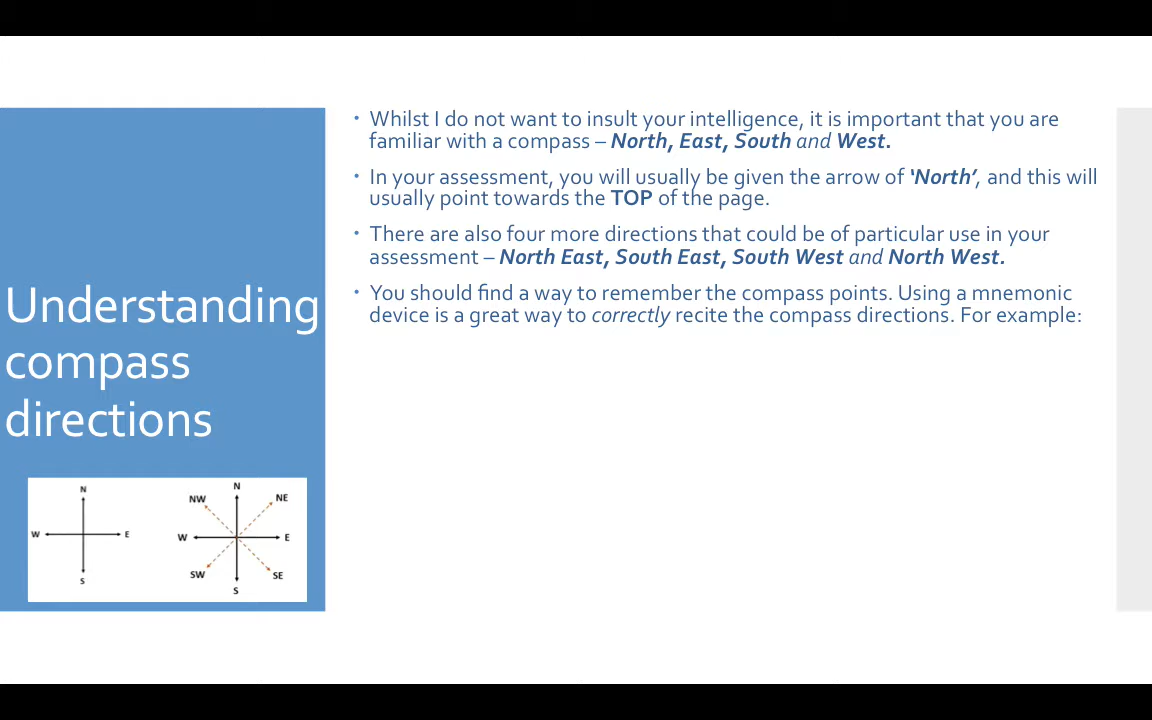 Understanding
compass
directions
• Whilst I do not want to insult your intelligence, it is important that you are
familiar with a compass – North, East, South and West.
• In your assessment, you will usually be given the arrow of ‘North’, and this will
usually point towards the TOP of the page.
• There are also four more directions that could be of particular use in your
assessment – North East, South East, South West and North West.
• You should find a way to remember the compass points. Using a mnemonic
device is a great way to correctly recite the compass directions. For example:
N
W E
S
N
NW NE
W E
SW SE
S